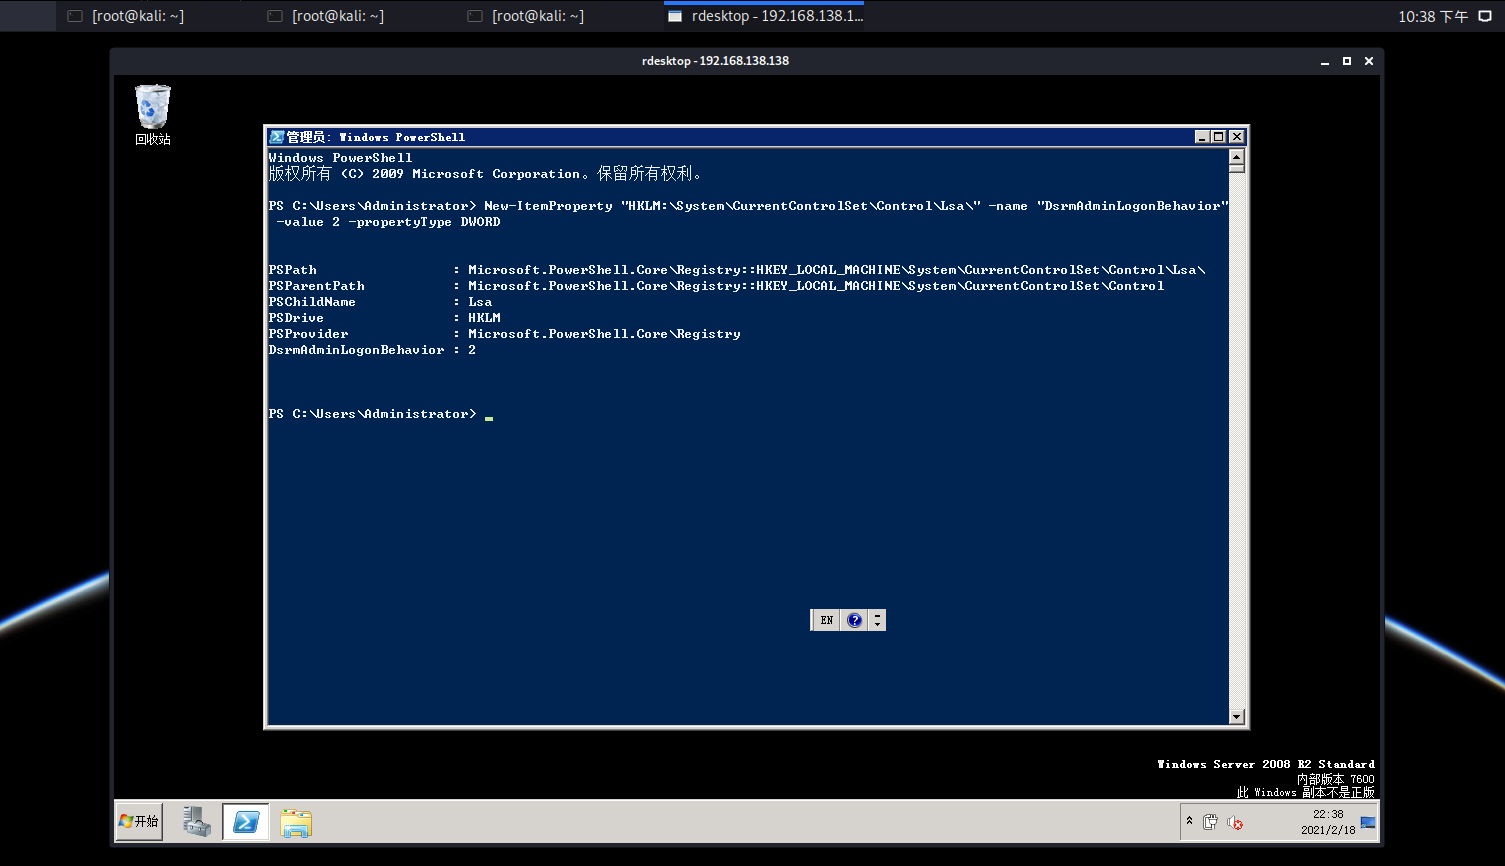 [root@kali: ~] [root@kali: ~] [root@kali: ~] rdesktop - 192.168.138.1... 10:38 下午
rdesktop - 192.168.138.138
回收站
管理员: Windows PowerShell
Windows PowerShell
版权所有 (C) 2009 Microsoft Corporation。保留所有权利。
PS C:\Users\Administrator> New-ItemProperty "HKLM:\System\CurrentControlSet\Control\Lsa\" -name "DsrmAdminLogonBehavior"
-value 2 -propertyType DWORD
PSPath : Microsoft.PowerShell.Core\Registry::HKEY_LOCAL_MACHINE\System\CurrentControlSet\Control\Lsa\
PSParentPath : Microsoft.PowerShell.Core\Registry::HKEY_LOCAL_MACHINE\System\CurrentControlSet\Control
PSChildName : Lsa
PSDrive : HKLM
PSProvider : Microsoft.PowerShell.Core\Registry
DsrmAdminLogonBehavior : 2
PS C:\Users\Administrator>
EN
Windows Server 2008 R2 Standard
内部版本 7600
此 Windows 副本不是正版
开始
22:38
2021/2/18